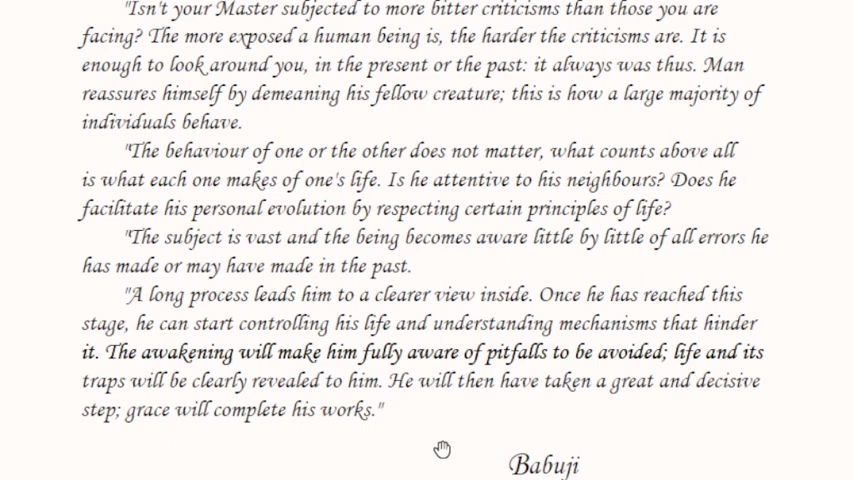 "Isn't your Master subjected to more bitter criticisms than those you are
facing? The more exposed a human being is, the harder the criticisms are. It is
enough to look around you, in the present or the past: it always was thus. Man
reassures himself by demeaning his fellow creature; this is how a large majority of
individuals behave.
"The behaviour of one or the other does not matter, what counts above all
is what each one makes of one's life. Is he attentive to his neighbours? Does he
facilitate his personal evolution by respecting certain principles of life?
"The subject is vast and the being becomes aware little by little of all errors he
has made or may have made in the past.
"A long process leads him to a clearer view inside. Once he has reached this
stage, he can start controlling his life and understanding mechanisms that hinder
it. The awakening will make him fully aware of pitfalls to be avoided; life and its
traps will be clearly revealed to him. He will then have taken a great and decisive
step; grace will complete his works."
Babuji